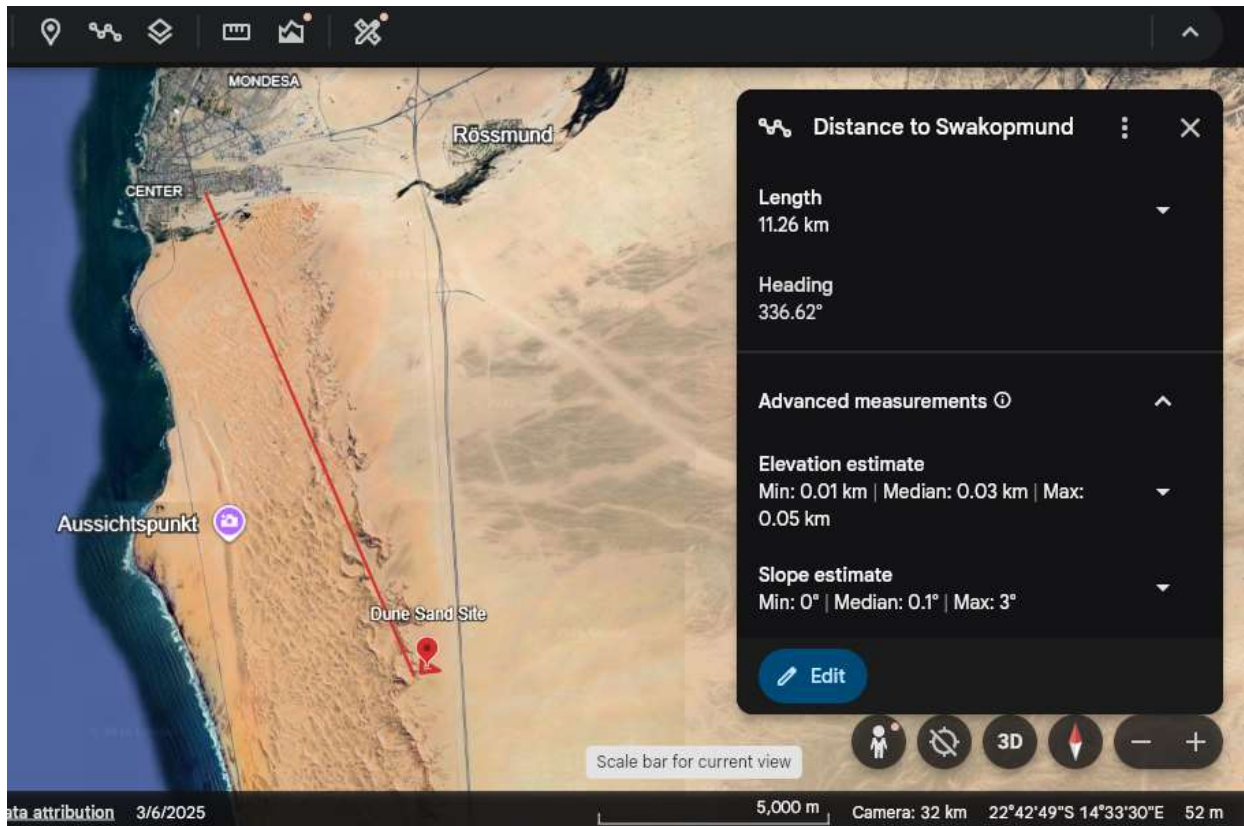 MONDESA
Rössmund
CENTER
Aussichtspunkt
Dune Sand Site
Distance to Swakopmund
Length
11.26 km
Heading
336.62°
Advanced measurements
Elevation estimate
Min: 0.01 km | Median: 0.03 km | Max:
0.05 km
Slope estimate
Min: 0° | Median: 0.1° | Max: 3°
Edit
3D
Scale bar for current view
ata attribution 3/6/2025 5,000 m Camera: 32 km 22°42'49"S 14°33'30"E 52 m